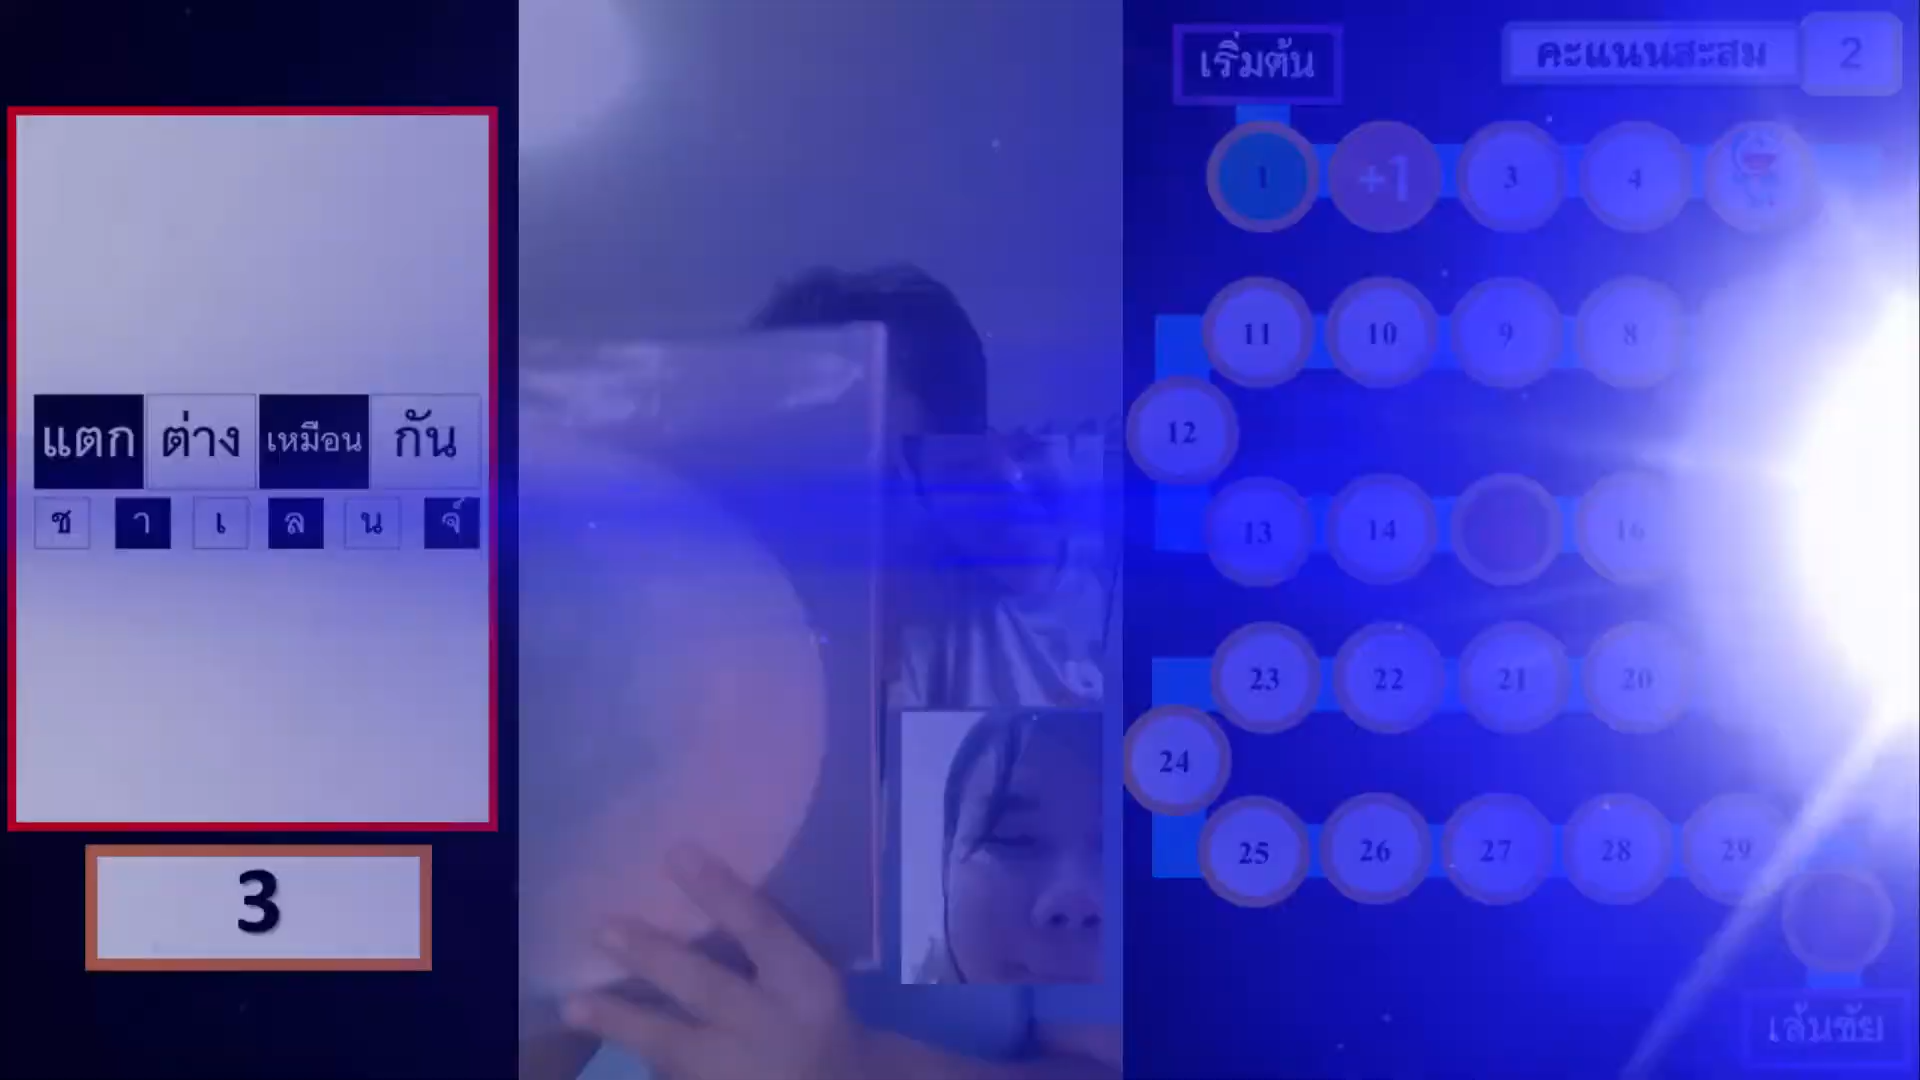 แตก ต่าง เหมือน กัน
ช า เ ล น จ์
3
เริ่มต้น
คะแนนสะสม 2
1 +1 3 4
11 10 9 8
12
13 14 16
23 22 21 20
24
25 26 27 28 29
เส้นชัย